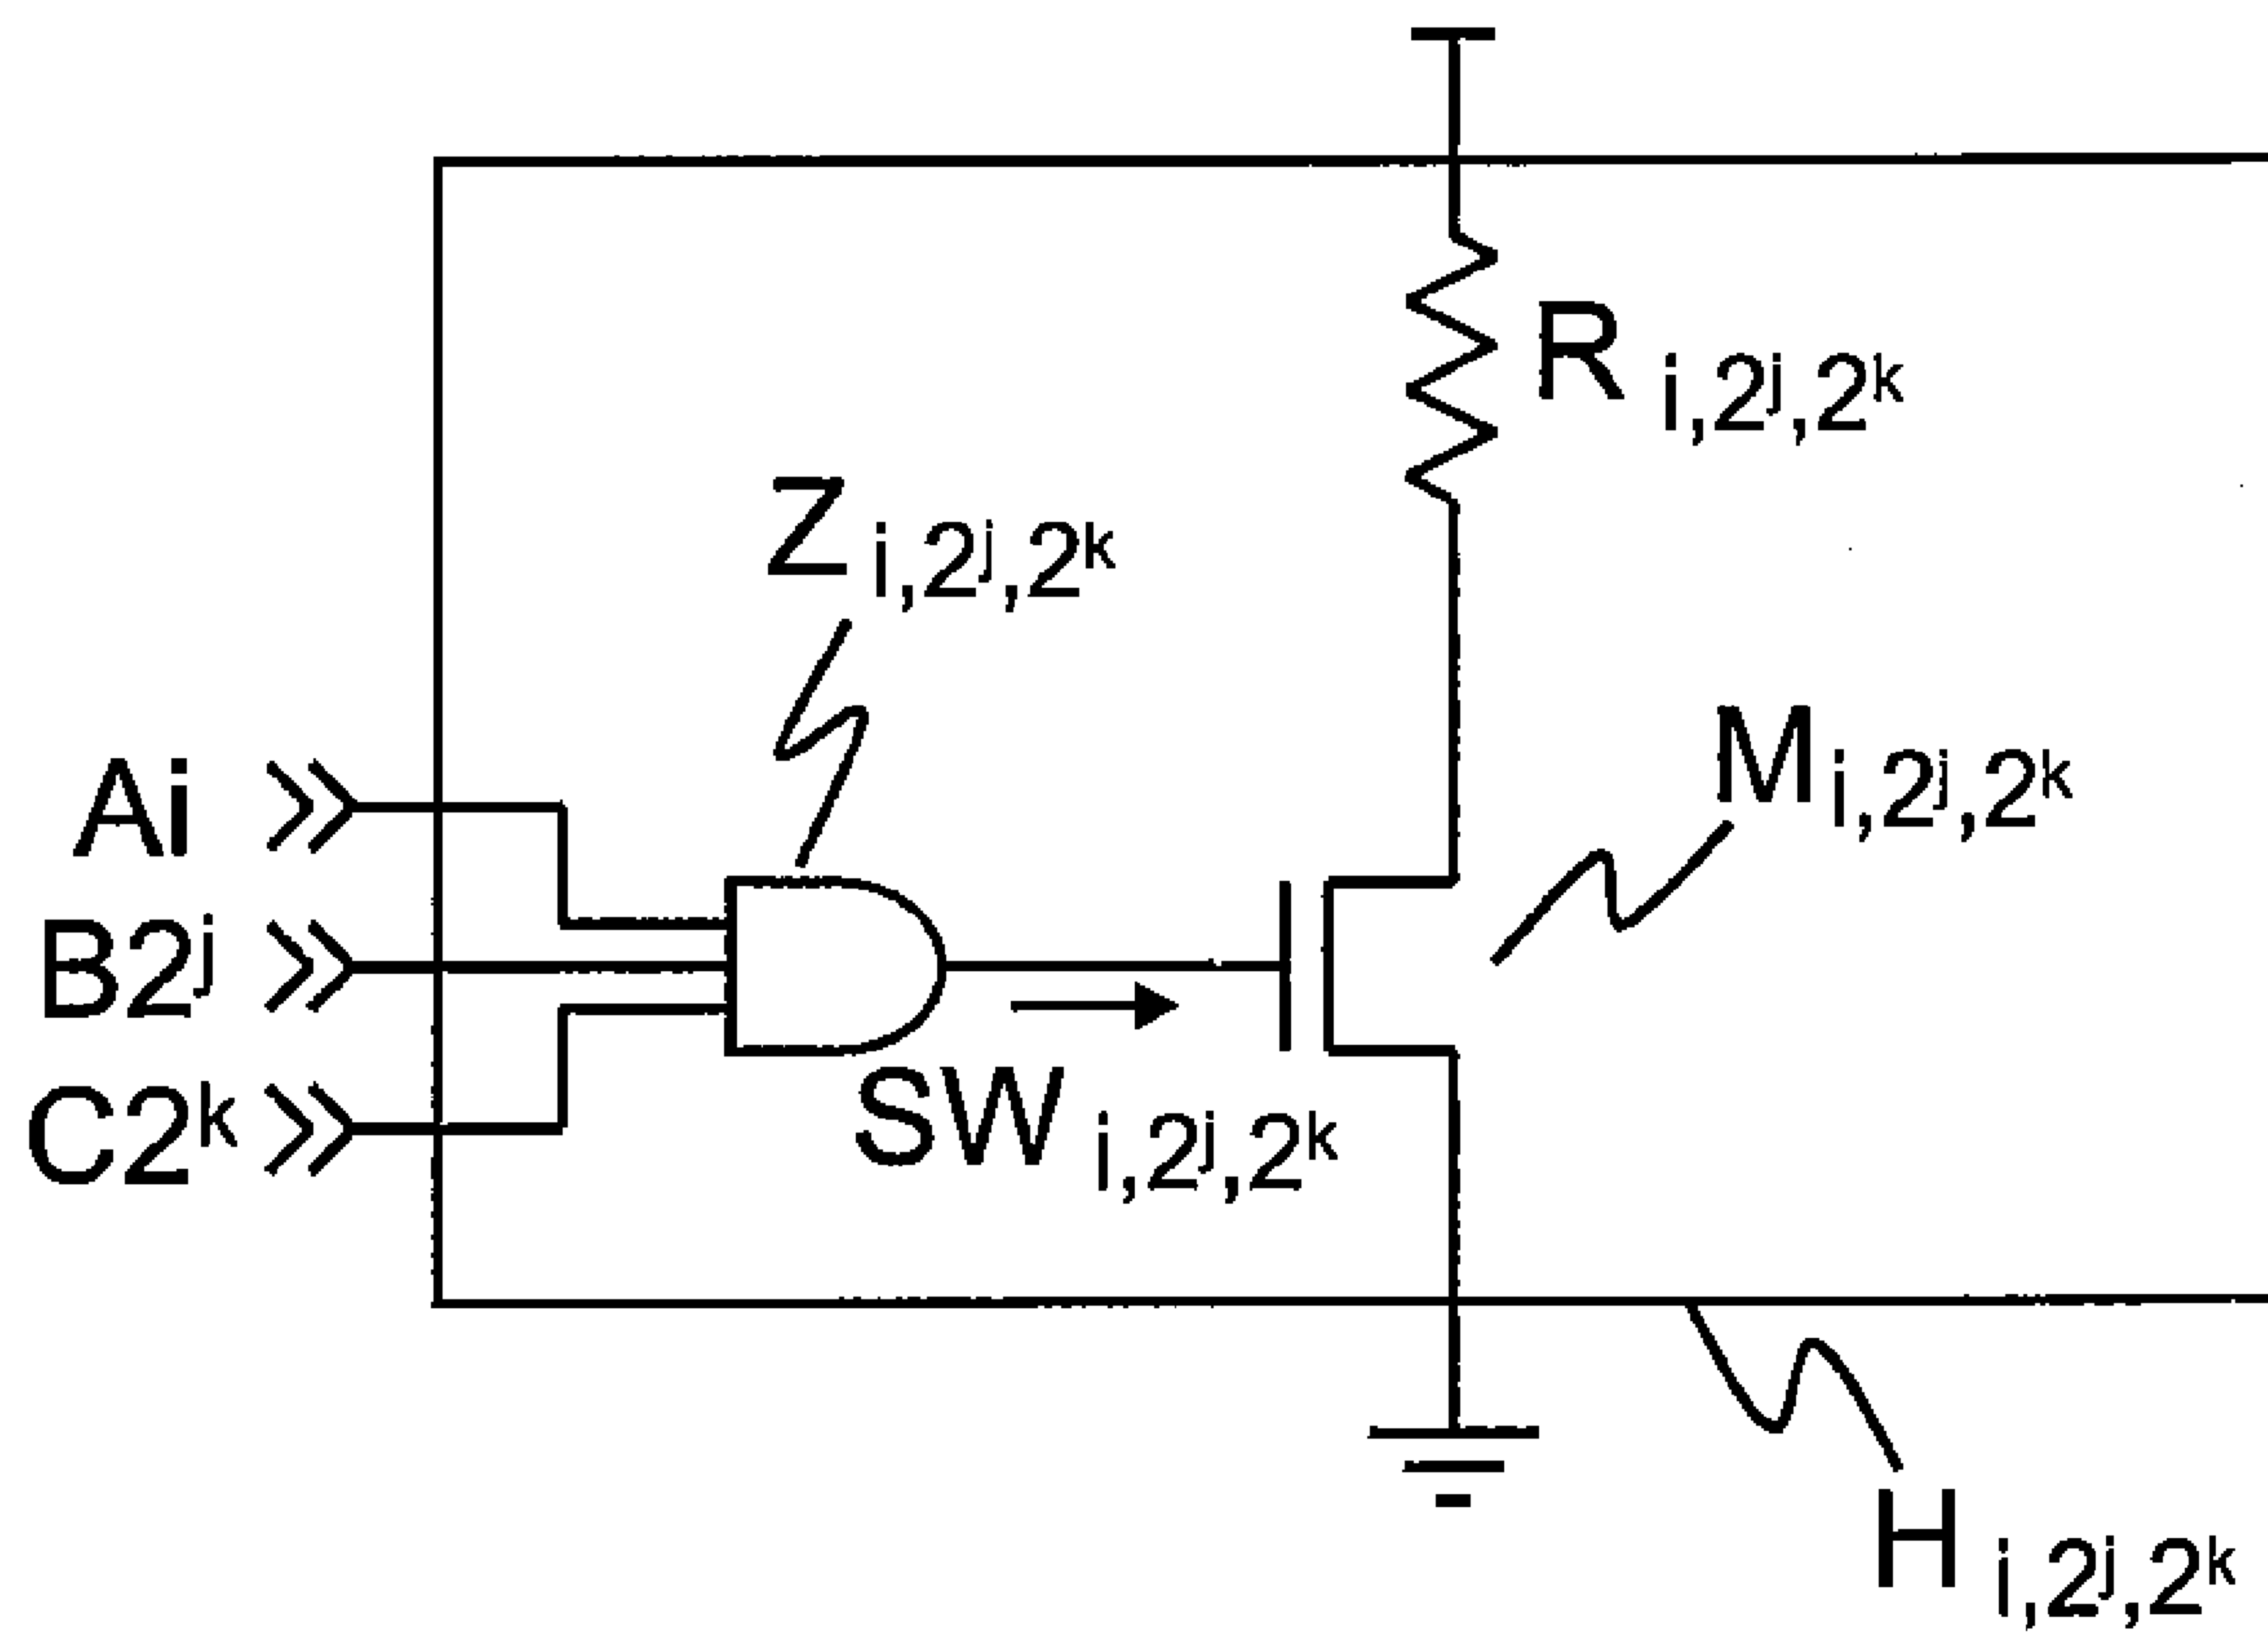 R i,2ʲ,2ᵏ
Z i,2ʲ,2ᵏ
M i,2ʲ,2ᵏ
Ai
B2ʲ
C2ᵏ
SW i,2ʲ,2ᵏ
H i,2ʲ,2ᵏ